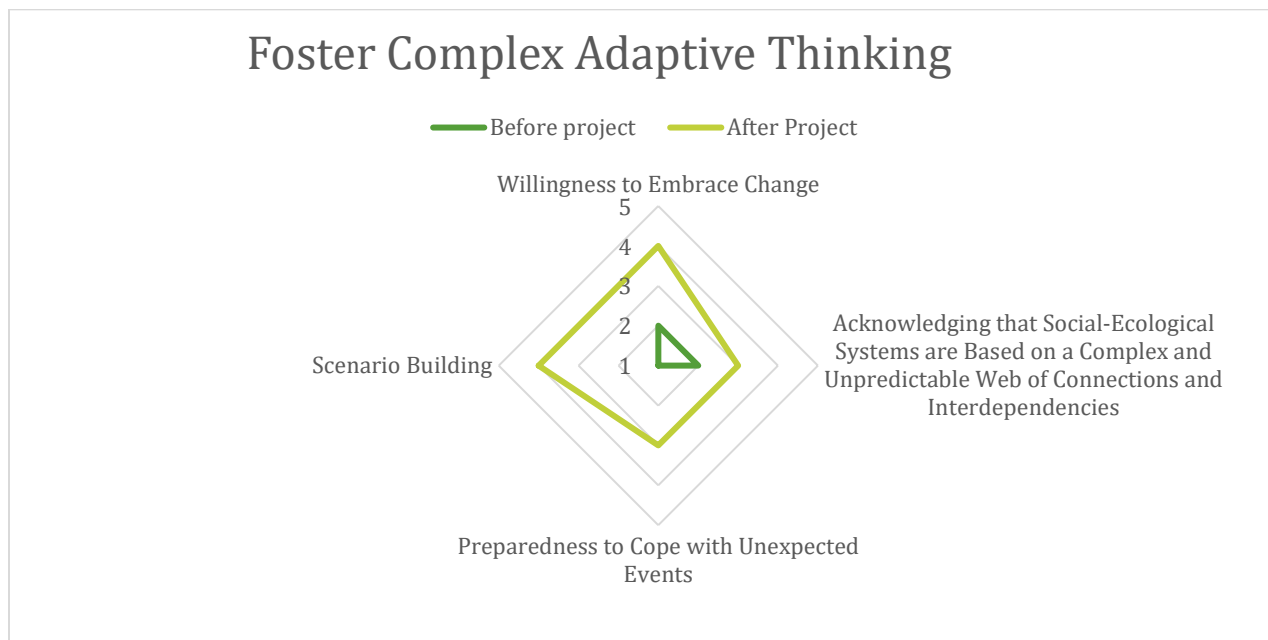 Foster Complex Adaptive Thinking
Before project
After Project
Willingness to Embrace Change
5
4
3
2
1
Acknowledging that Social-Ecological
Systems are Based on a Complex and
Unpredictable Web of Connections and
Interdependencies
Scenario Building
Preparedness to Cope with Unexpected
Events